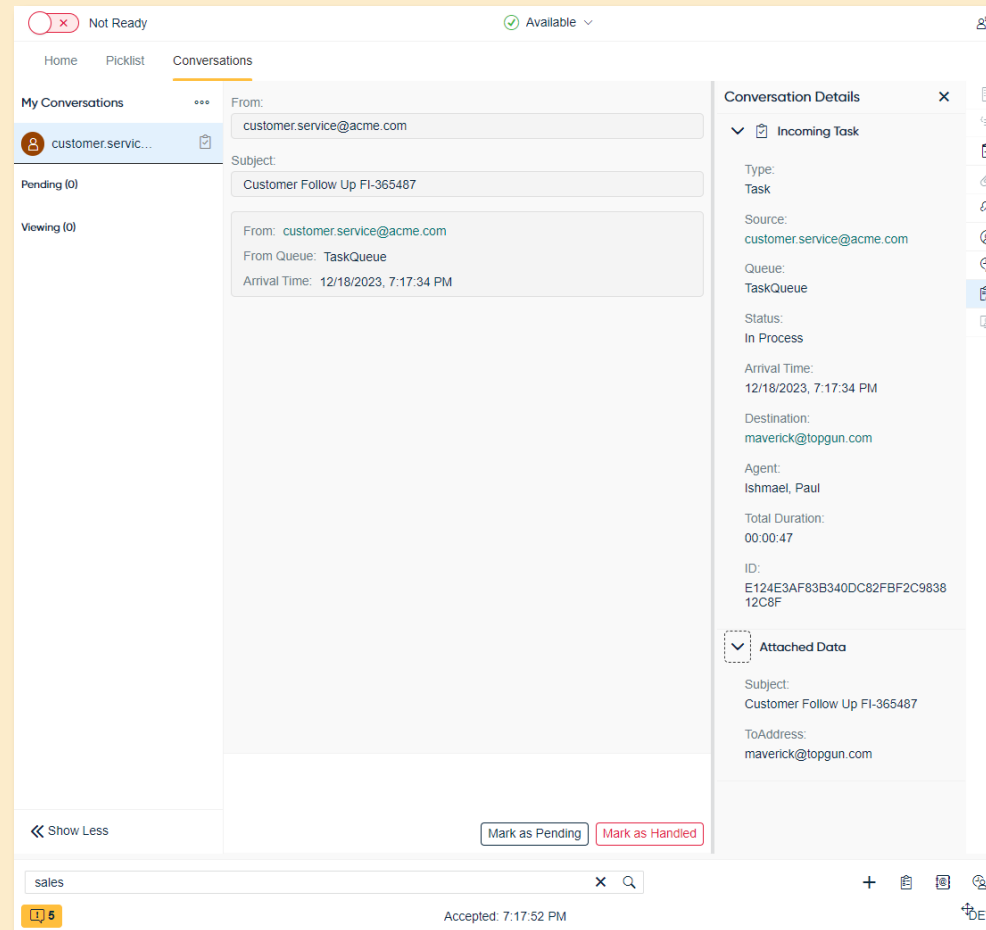 Not Ready
Available
Home
Picklist
Conversations
My Conversations
customer.servic...
Pending (0)
Viewing (0)
Show Less
From:
customer.service@acme.com
Subject:
Customer Follow Up FI-365487
From: customer.service@acme.com
From Queue: TaskQueue
Arrival Time: 12/18/2023, 7:17:34 PM
Mark as Pending
Mark as Handled
Conversation Details
Incoming Task
Type:
Task
Source:
customer.service@acme.com
Queue:
TaskQueue
Status:
In Process
Arrival Time:
12/18/2023, 7:17:34 PM
Destination:
maverick@topgun.com
Agent:
Ishmael, Paul
Total Duration:
00:00:47
ID:
E124E3AF83B340DC82FBF2C9838
12C8F
Attached Data
Subject:
Customer Follow Up FI-365487
ToAddress:
maverick@topgun.com
sales
5
Accepted: 7:17:52 PM